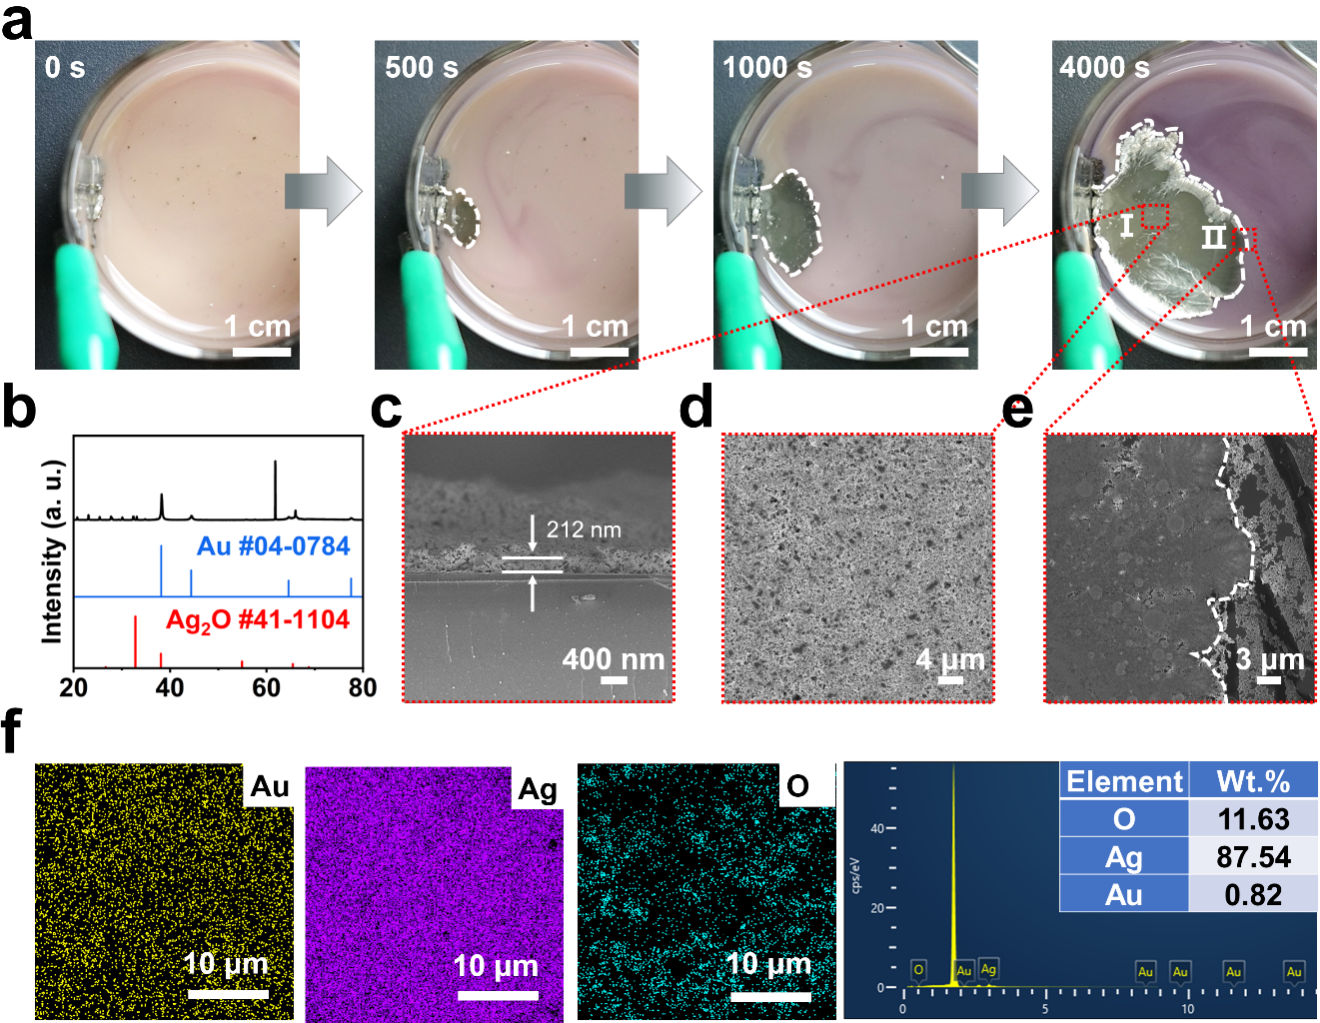 a
0 s
500 s
1000 s
4000 s
I
II
1 cm
1 cm
1 cm
1 cm
b
Intensity (a. u.)
Au #04-0784
Ag₂O #41-1104
20
40
60
80
c
212 nm
400 nm
d
4 μm
e
3 μm
f
Au
10 μm
Ag
10 μm
O
10 μm
cps/eV
40
20
0
0
5
10
O
Au
Ag
Au
Au
Au
Au
Element Wt.%
O 11.63
Ag 87.54
Au 0.82